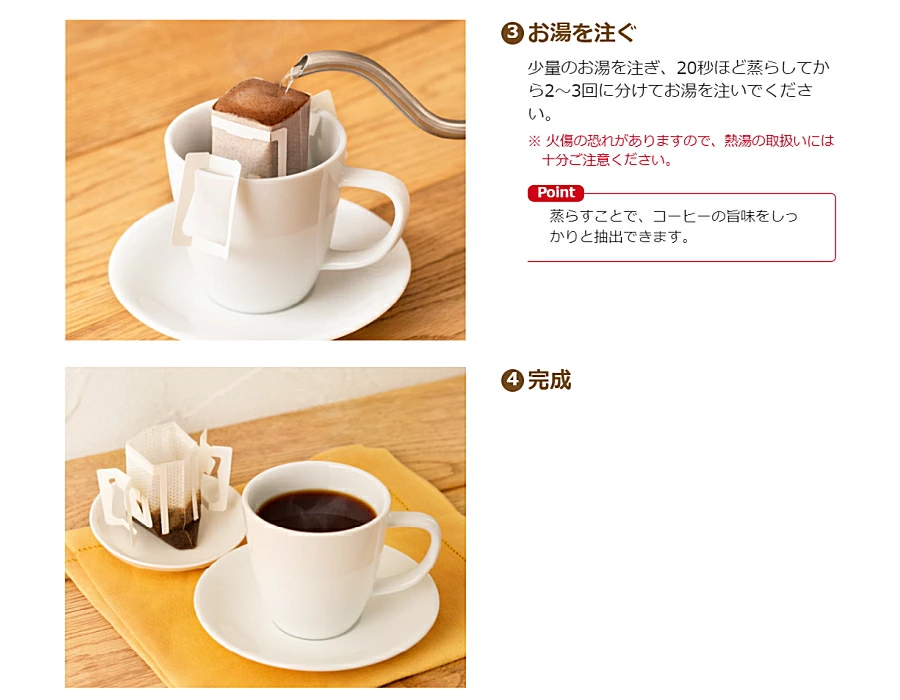 ❸お湯を注ぐ
少量のお湯を注ぎ、20秒ほど蒸らしてか
ら2〜3回に分けてお湯を注いでくださ
い。
※ 火傷の恐れがありますので、熱湯の取扱いには
十分ご注意ください。
Point
蒸らすことで、コーヒーの旨味をしっ
かりと抽出できます。
❹完成